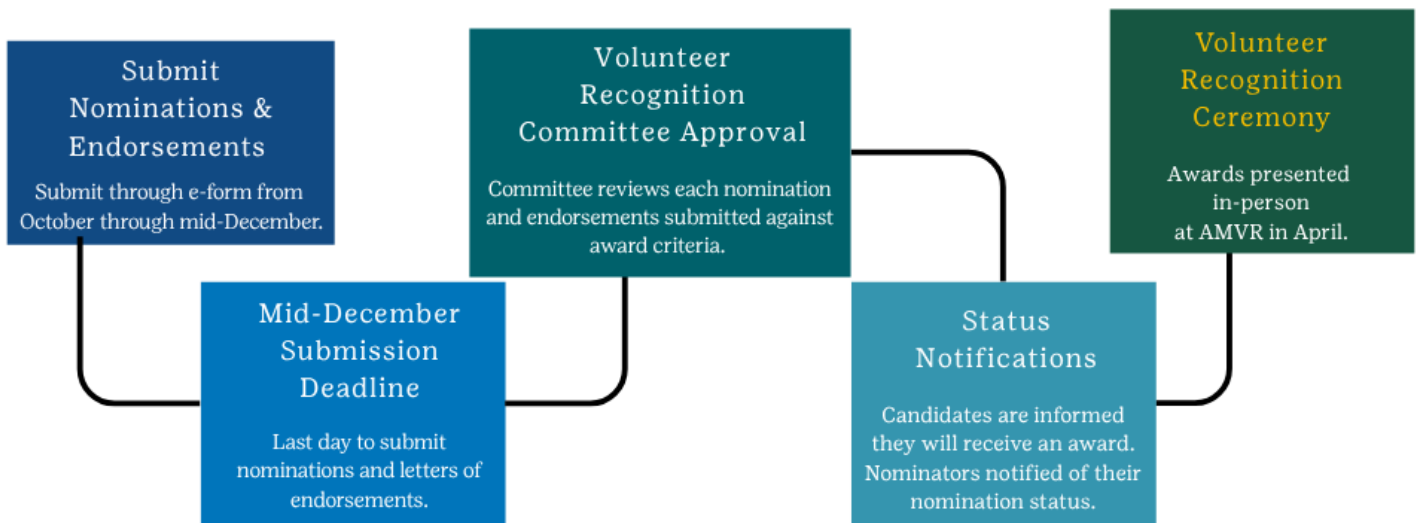 Submit
Nominations &
Endorsements
Submit through e-form from
October through mid-December.
Mid-December
Submission
Deadline
Last day to submit
nominations and letters of
endorsements.
Volunteer
Recognition
Committee Approval
Committee reviews each nomination
and endorsements submitted against
award criteria.
Status
Notifications
Candidates are informed
they will receive an award.
Nominators notified of their
nomination status.
Volunteer
Recognition
Ceremony
Awards presented
in-person
at AMVR in April.